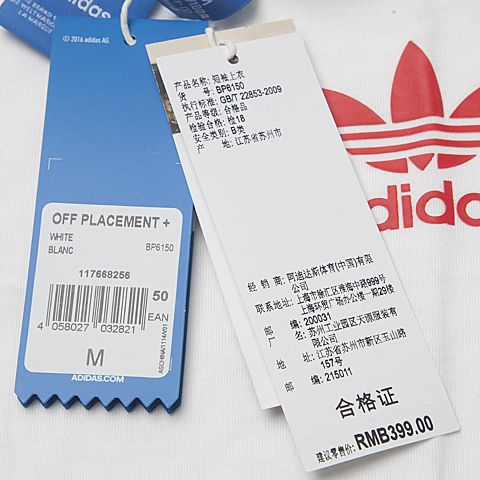 © 2016 adidas AG.
OFF PLACEMENT +
WHITE
BLANC
BP6150
117668256
50
EAN
4 058027 032821
M
ADIDAS.COM
产品名称: 短袖上衣
货 号: BP6150
执行标准: GB/T 22853-2009
产品等级: 合格品
检验合格: 检18
安全类别: B类
产 地: 江苏省苏州市
经 销 商: 阿迪达斯体育(中国)有限
公司
联系地址: 上海市徐汇区淮海中路999号
上海环贸广场办公楼一期29楼
邮 编: 200031
厂 名: 苏州工业园区天源服装有
限公司
地 址: 江苏省苏州市新区玉山路
157号
邮 编: 215011
合格证
建议零售价: RMB399.00
adidas